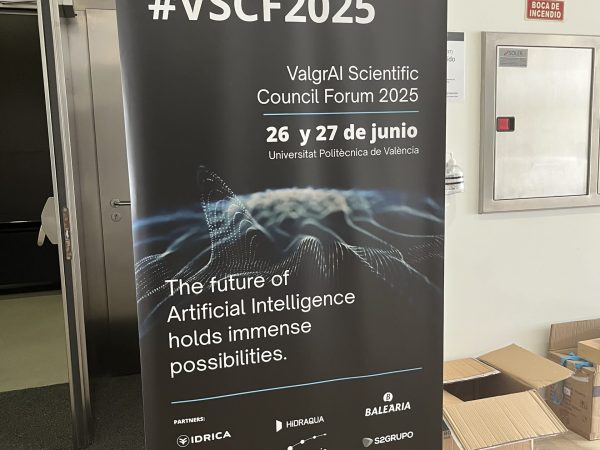 #VSCF2025
ValgrAI Scientific
Council Forum 2025
26 y 27 de junio
Universitat Politècnica de València
The future of
Artificial Intelligence
holds immense
possibilities.
PARTNERS:
IDRICA
HIDRAQUA
BALEÀRIA
S2GRUPO
BOCA DE
INCENDIO